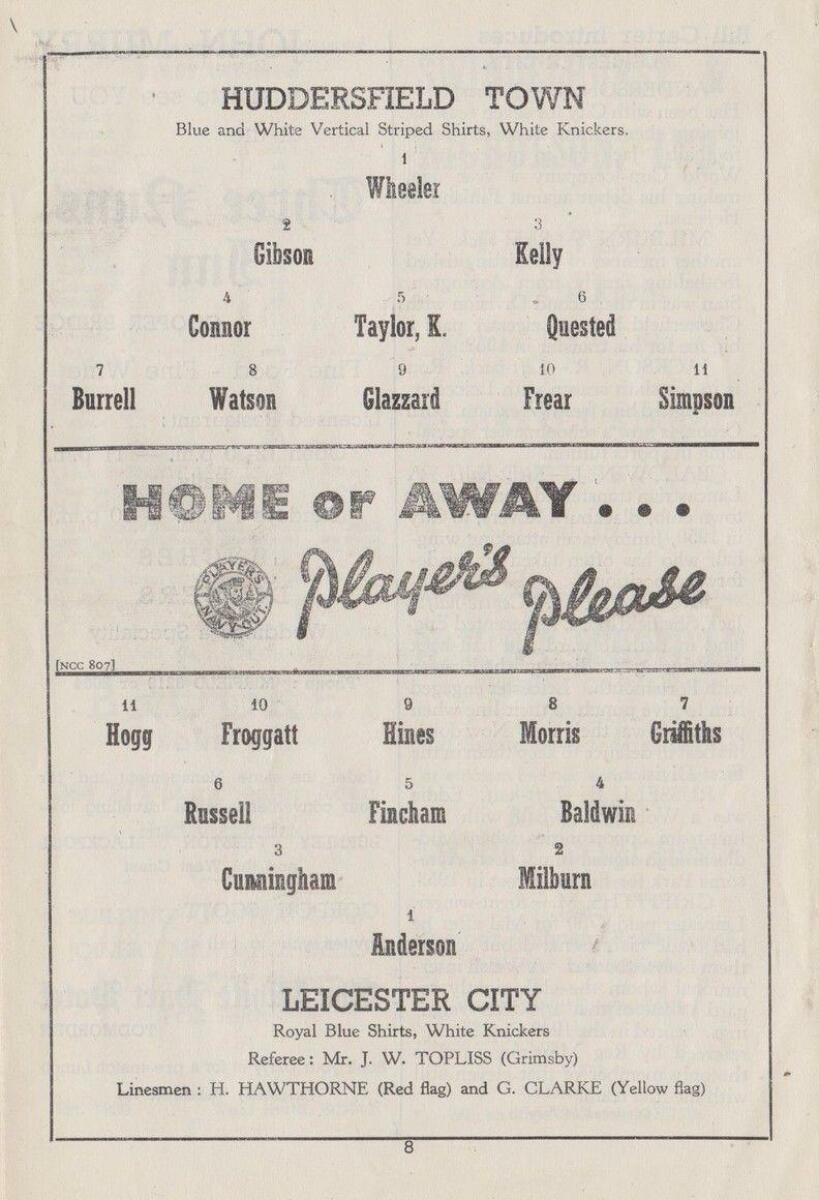 HUDDERSFIELD TOWN
Blue and White Vertical Striped Shirts, White Knickers.
1
Wheeler
2 3
Gibson Kelly
4 5 6
Connor Taylor, K. Quested
7 8 9 10 11
Burrell Watson Glazzard Frear Simpson
HOME or AWAY . . .
PLAYER'S
NAVY CUT.
Player's Please
[NCC 807]
11 10 9 8 7
Hogg Froggatt Hines Morris Griffiths
6 5 4
Russell Fincham Baldwin
3 2
Cunningham Milburn
1
Anderson
LEICESTER CITY
Royal Blue Shirts, White Knickers
Referee : Mr. J. W. TOPLISS (Grimsby)
Linesmen : H. HAWTHORNE (Red flag) and G. CLARKE (Yellow flag)
8